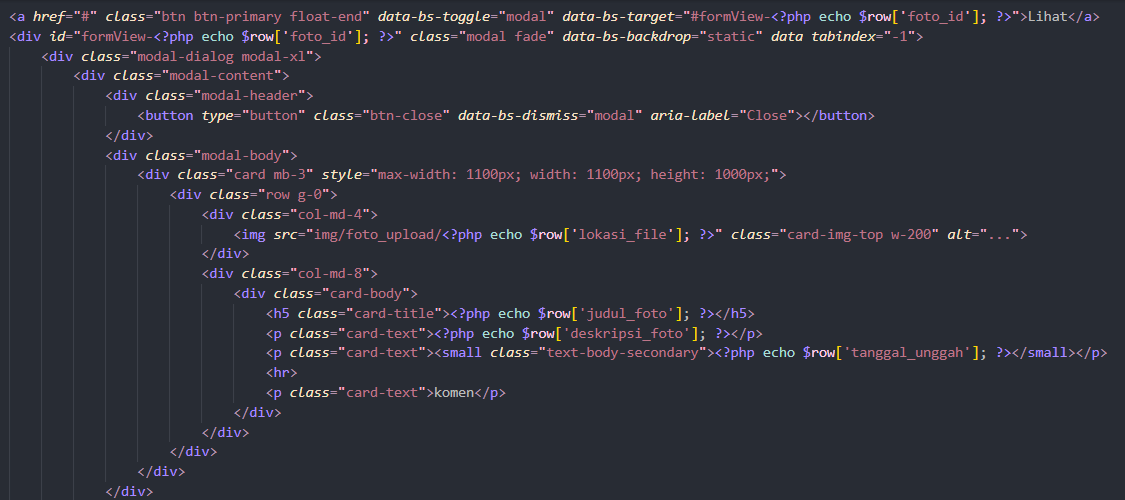 <a href="#" class="btn btn-primary float-end" data-bs-toggle="modal" data-bs-target="#formView-<?php echo $row['foto_id']; ?>">Lihat</a>
<div id="formView-<?php echo $row['foto_id']; ?>" class="modal fade" data-bs-backdrop="static" data tabindex="-1">
<div class="modal-dialog modal-xl">
<div class="modal-content">
<div class="modal-header">
<button type="button" class="btn-close" data-bs-dismiss="modal" aria-label="Close"></button>
</div>
<div class="modal-body">
<div class="card mb-3" style="max-width: 1100px; width: 1100px; height: 1000px;">
<div class="row g-0">
<div class="col-md-4">
<img src="img/foto_upload/<?php echo $row['lokasi_file']; ?>" class="card-img-top w-200" alt="...">
</div>
<div class="col-md-8">
<div class="card-body">
<h5 class="card-title"><?php echo $row['judul_foto']; ?></h5>
<p class="card-text"><?php echo $row['deskripsi_foto']; ?></p>
<p class="card-text"><small class="text-body-secondary"><?php echo $row['tanggal_unggah']; ?></small></p>
<hr>
<p class="card-text">komen</p>
</div>
</div>
</div>
</div>
</div>